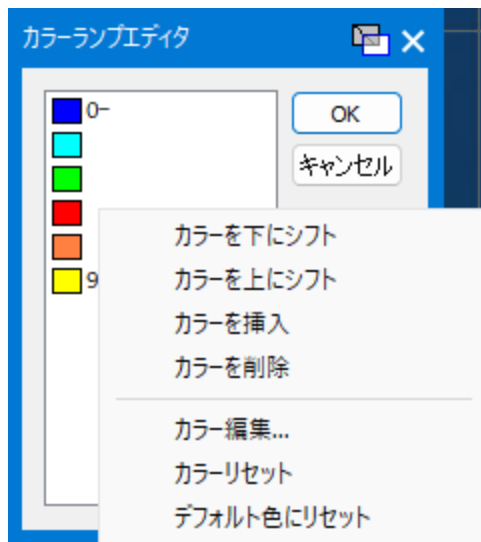 カラーランプエディタ
0-
OK
キャンセル
9
カラーを下にシフト
カラーを上にシフト
カラーを挿入
カラーを削除
カラー編集...
カラーリセット
デフォルト色にリセット